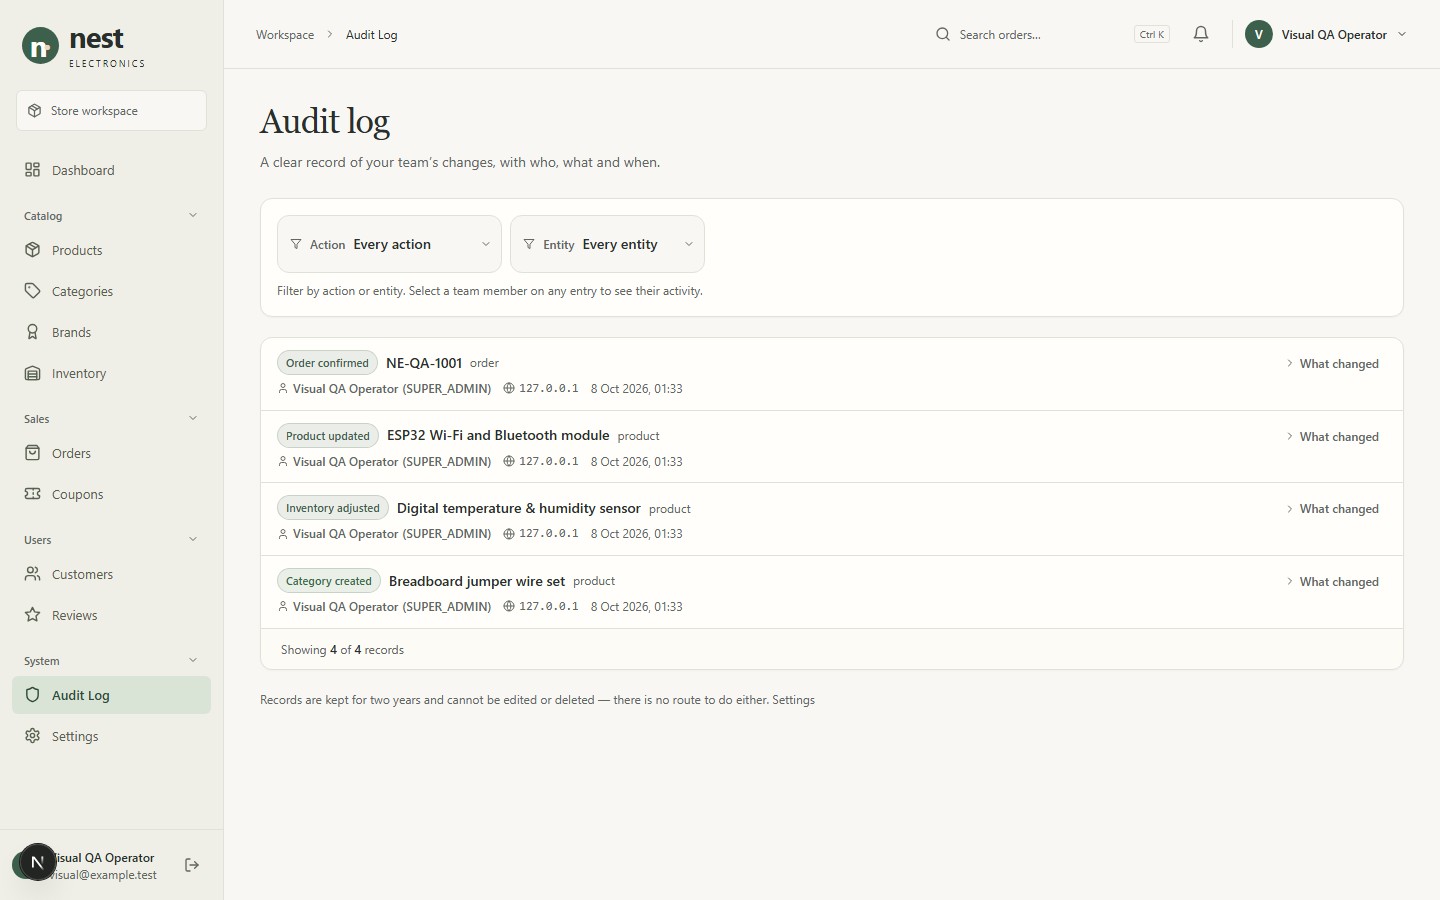 nest
ELECTRONICS
Store workspace
Dashboard
Catalog
Products
Categories
Brands
Inventory
Sales
Orders
Coupons
Users
Customers
Reviews
System
Audit Log
Settings
N
isual QA Operator
visual@example.test
Workspace > Audit Log
Search orders...
Ctrl K
V
Visual QA Operator
Audit log
A clear record of your team's changes, with who, what and when.
Action Every action
Entity Every entity
Filter by action or entity. Select a team member on any entry to see their activity.
Order confirmed NE-QA-1001 order
What changed
Visual QA Operator (SUPER_ADMIN) 127.0.0.1 8 Oct 2026, 01:33
Product updated ESP32 Wi-Fi and Bluetooth module product
What changed
Visual QA Operator (SUPER_ADMIN) 127.0.0.1 8 Oct 2026, 01:33
Inventory adjusted Digital temperature & humidity sensor product
What changed
Visual QA Operator (SUPER_ADMIN) 127.0.0.1 8 Oct 2026, 01:33
Category created Breadboard jumper wire set product
What changed
Visual QA Operator (SUPER_ADMIN) 127.0.0.1 8 Oct 2026, 01:33
Showing 4 of 4 records
Records are kept for two years and cannot be edited or deleted — there is no route to do either. Settings